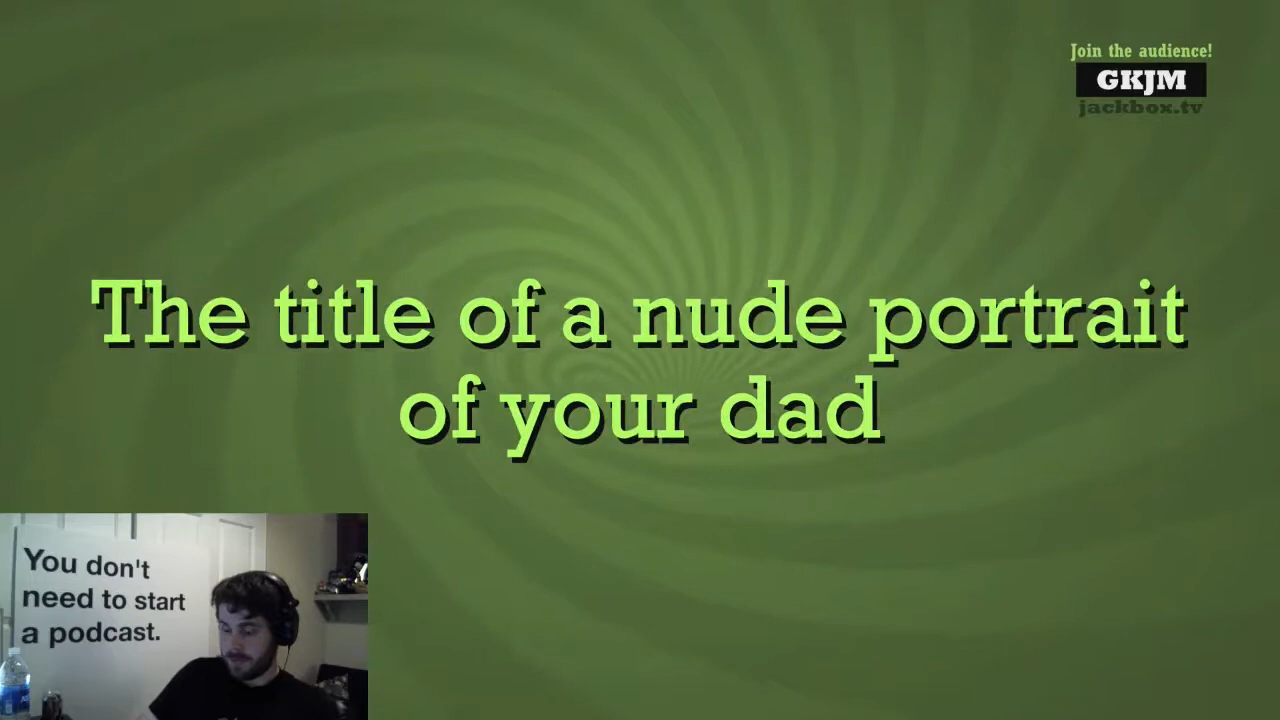 Join the audience!
GKJM
jackbox.tv
The title of a nude portrait
of your dad
You don't
need to start
a podcast.